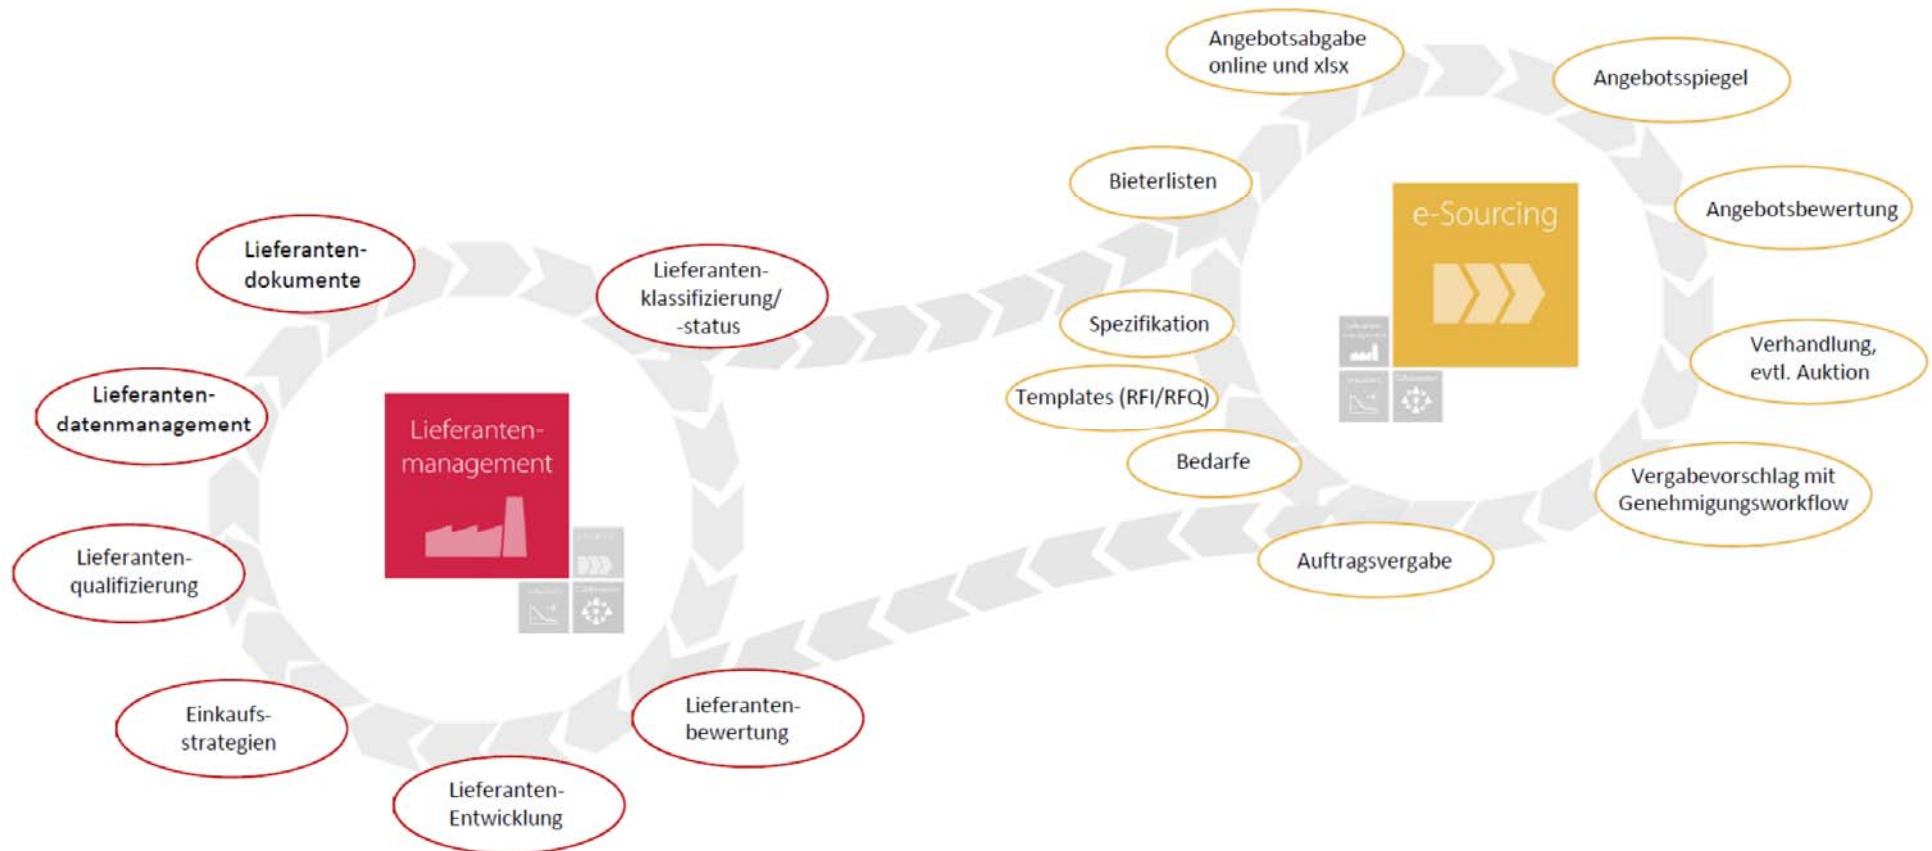 Angebotsabgabe
online und xlsx
Angebotsspiegel
Bieterlisten
e-Sourcing
Angebotsbewertung
Lieferanten-
dokumente
Lieferanten-
klassifizierung/
-status
Spezifikation
Verhandlung,
evtl. Auktion
Lieferanten-
datenmanagement
Templates (RFI/RFQ)
Lieferanten-
management
Bedarfe
Vergabevorschlag mit
Genehmigungsworkflow
Lieferanten-
qualifizierung
Auftragsvergabe
Einkaufs-
strategien
Lieferanten-
bewertung
Lieferanten-
Entwicklung